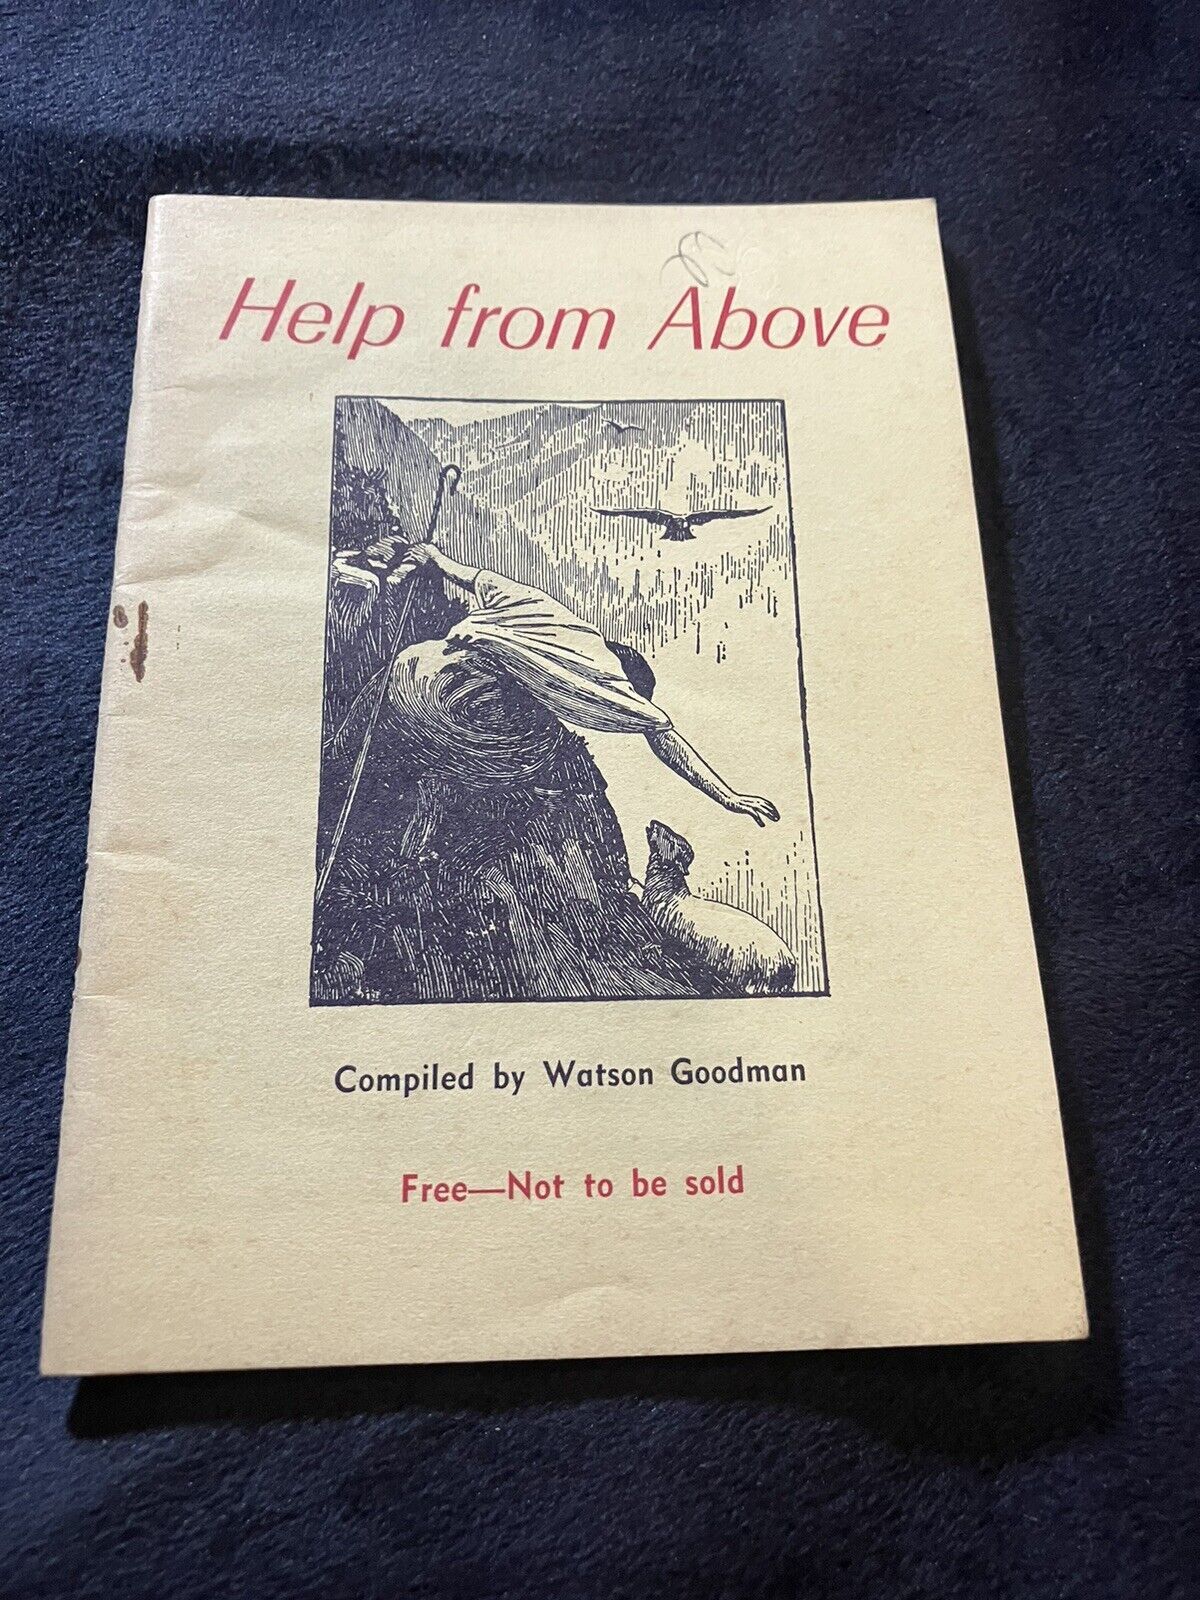 Help from Above
Compiled by Watson Goodman
Free—Not to be sold